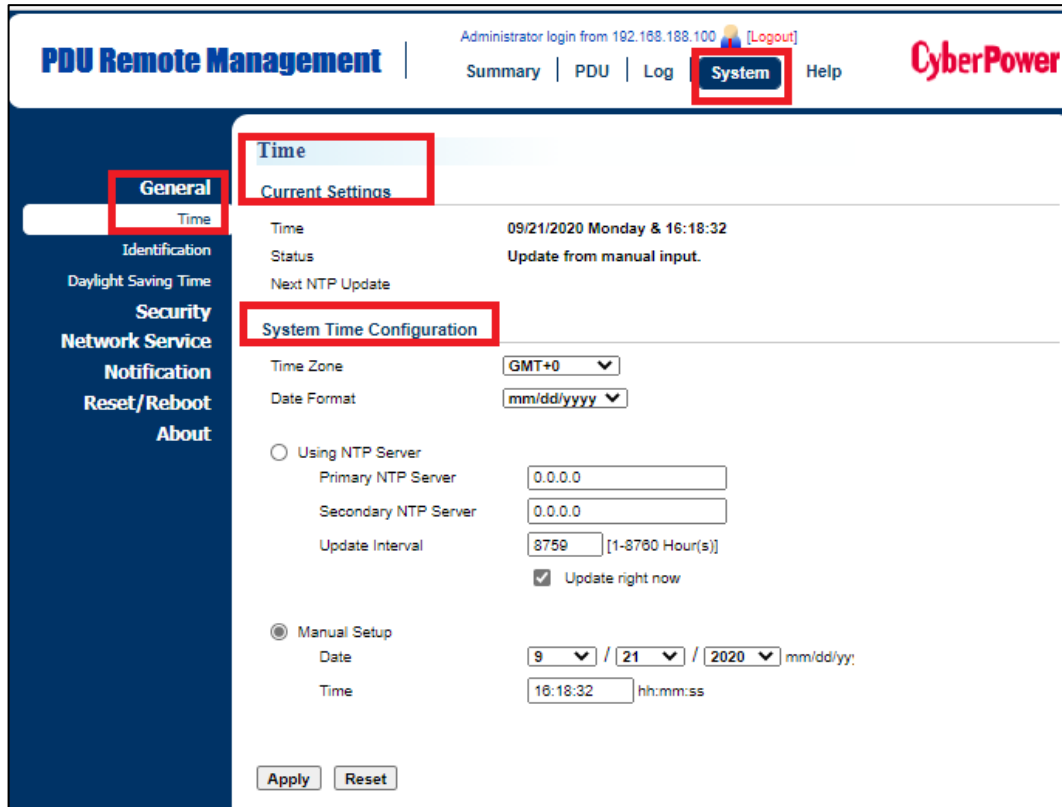 PDU Remote Management
Administrator login from 192.168.188.100 [Logout]
Summary | PDU | Log | System Help
CyberPower
General
Time
Identification
Daylight Saving Time
Security
Network Service
Notification
Reset/Reboot
About
Time
Current Settings
Time 09/21/2020 Monday & 16:18:32
Status Update from manual input.
Next NTP Update
System Time Configuration
Time Zone GMT+0
Date Format mm/dd/yyyy
Using NTP Server
Primary NTP Server 0.0.0.0
Secondary NTP Server 0.0.0.0
Update Interval 8759 [1-8760 Hour(s)]
Update right now
Manual Setup
Date 9 / 21 / 2020 mm/dd/yy
Time 16:18:32 hh:mm:ss
Apply Reset